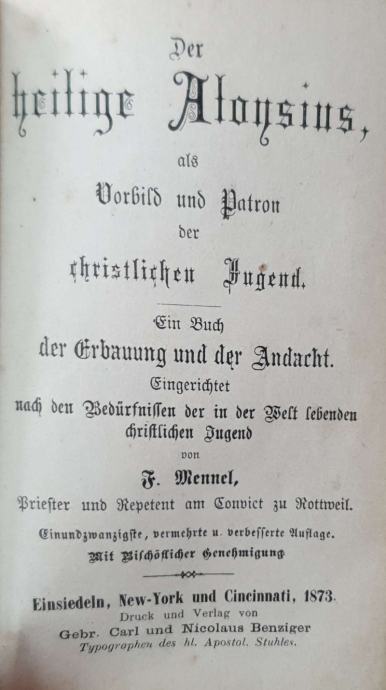 Der
heilige Aloysius,
als
Vorbild und Patron
der
christlichen Jugend.
Ein Buch
der Erbauung und der Andacht.
Eingerichtet
nach den Bedürfnissen der in der Welt lebenden
christlichen Jugend
von
F. Mennel,
Priester und Repetent am Convict zu Rottweil.
Einundzwanzigste, vermehrte u. verbesserte Auflage.
Mit Bischöflicher Genehmigung
Einsiedeln, New-York und Cincinnati, 1873.
Druck und Verlag von
Gebr. Carl und Nicolaus Benziger
Typographen des hl. Apostol. Stuhles.